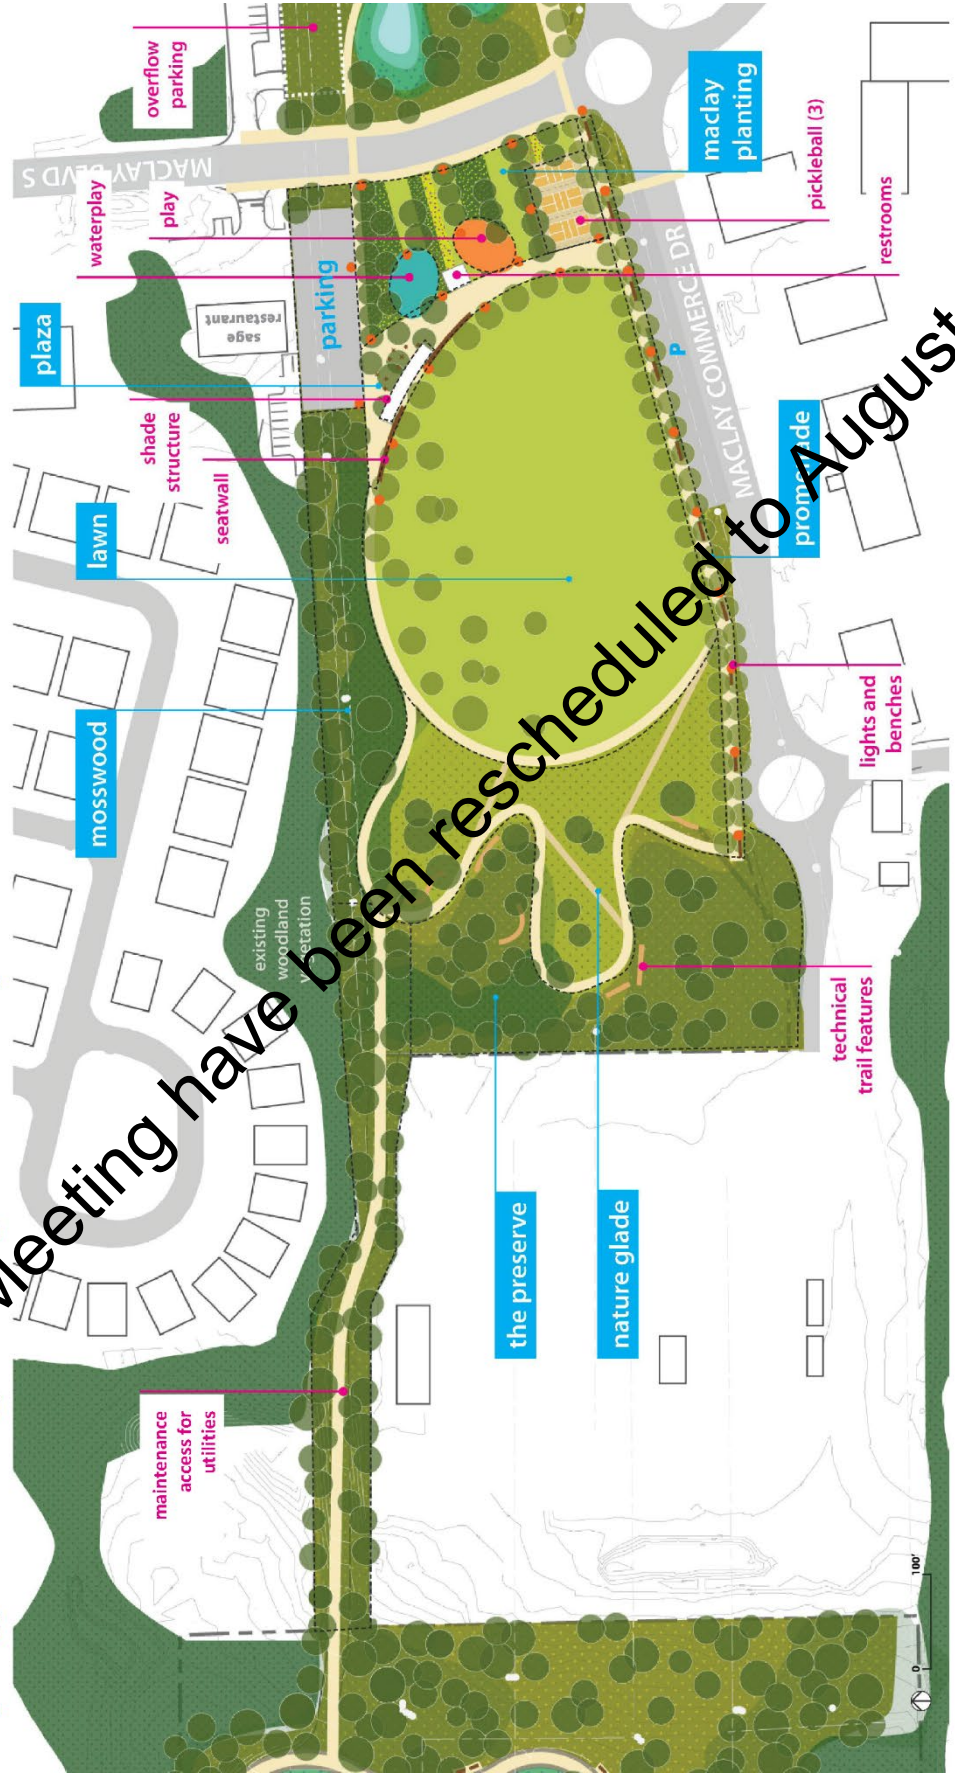 overflow
parking
MACLAY BLVD S
waterplay
play
maclay
planting
pickleball (3)
restrooms
plaza
sage
restaurant
parking
P
MACLAY COMMERCE DR
shade
structure
seatwall
lawn
promenade
mosswood
lights and
benches
existing
woodland
vegetation
technical
trail features
the preserve
nature glade
maintenance
access for
utilities
0 100'
Meeting have been rescheduled to August